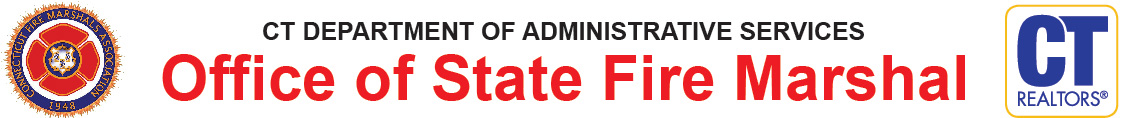 CONNECTICUT FIRE MARSHALS ASSOCIATION
1948
CT DEPARTMENT OF ADMINISTRATIVE SERVICES
Office of State Fire Marshal
CT
REALTORS®